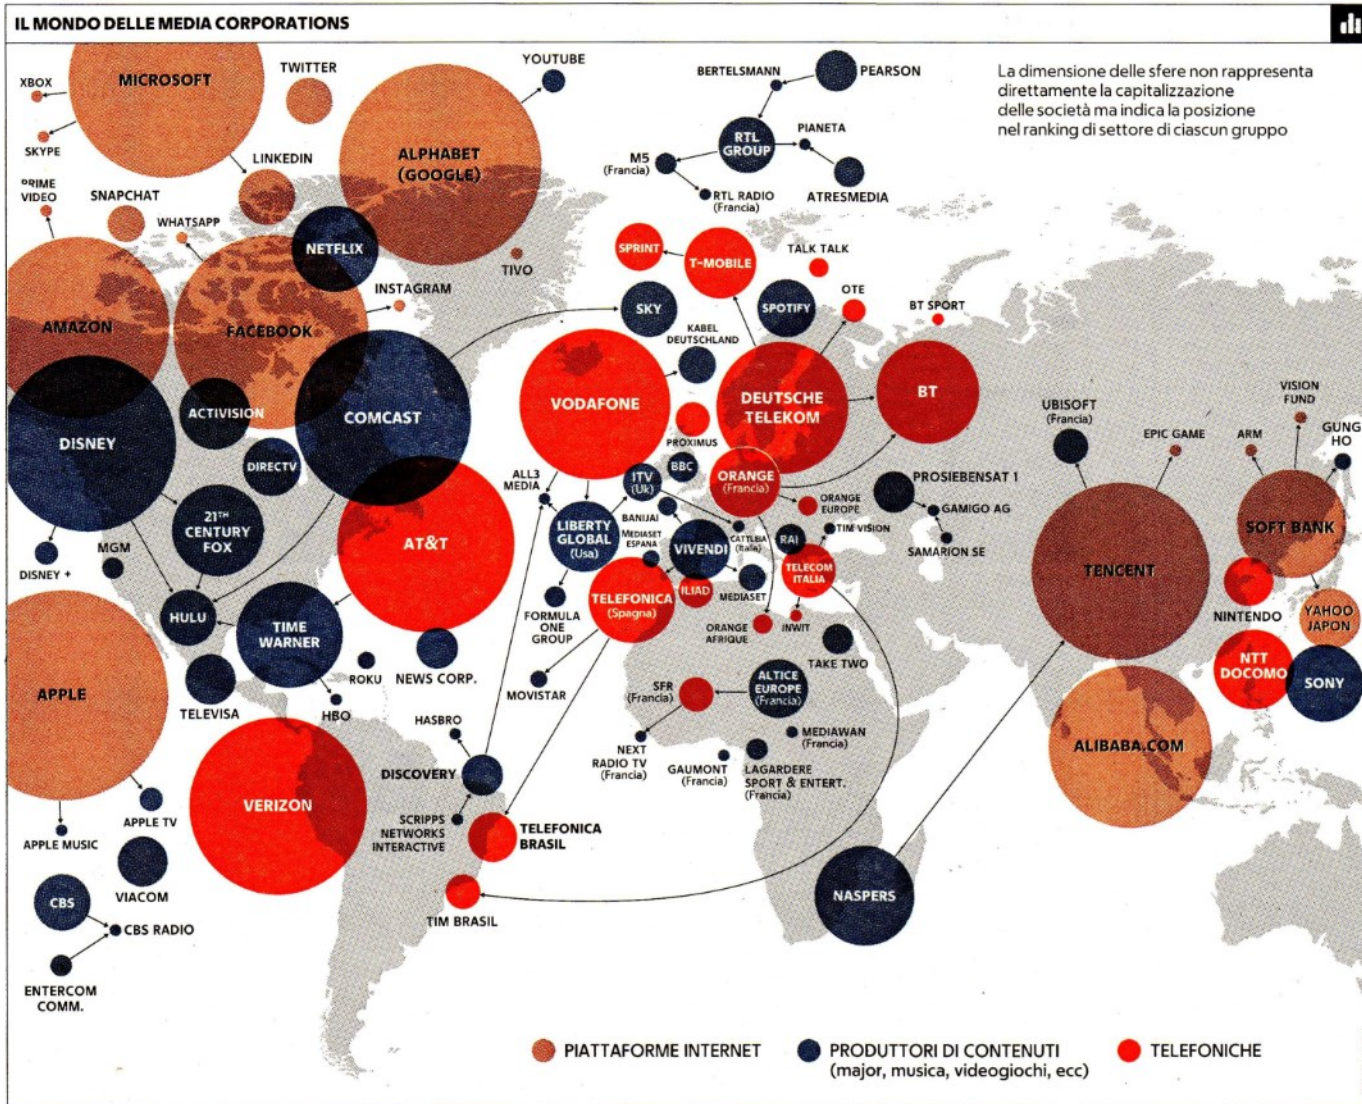 IL MONDO DELLE MEDIA CORPORATIONS
La dimensione delle sfere non rappresenta
direttamente la capitalizzazione
delle società ma indica la posizione
nel ranking di settore di ciascun gruppo
XBOX
MICROSOFT
TWITTER
SKYPE
LINKEDIN
ALPHABET
(GOOGLE)
YOUTUBE
BERTELSMANN
PEARSON
RTL
GROUP
PIANETA
M5
(Francia)
RTL RADIO
(Francia)
ATRESMEDIA
PRIME
VIDEO
SNAPCHAT
WHATSAPP
NETFLIX
TIVO
INSTAGRAM
AMAZON
FACEBOOK
SPRINT
T-MOBILE
TALK TALK
SKY
SPOTIFY
OTE
BT SPORT
KABEL
DEUTSCHLAND
DISNEY
ACTIVISION
COMCAST
DIRECTV
VODAFONE
DEUTSCHE
TELEKOM
BT
PROXIMUS
UBISOFT
(Francia)
EPIC GAME
ARM
VISION
FUND
GUNG
HO
21TH
CENTURY
FOX
ALL3
MEDIA
ITV
(Uk)
BBC
ORANGE
(Francia)
ORANGE
EUROPE
PROSIEBENSAT 1
GAMIGO AG
SAMARION SE
SOFT BANK
DISNEY +
MGM
AT&T
LIBERTY
GLOBAL
(Usa)
BANIJAI
MEDIASET
ESPANA
VIVENDI
CATTLEIA
(Italia)
RAI
TIM VISION
TELECOM
ITALIA
TENCENT
HULU
TIME
WARNER
FORMULA
ONE
GROUP
TELEFONICA
(Spagna)
ILIAD
MEDIASET
ORANGE
AFRIQUE
INWIT
NINTENDO
YAHOO
JAPON
APPLE
TELEVISA
ROKU
HBO
NEWS CORP.
MOVISTAR
SFR
(Francia)
ALTICE
EUROPE
(Francia)
TAKE TWO
NTT
DOCOMO
SONY
HASBRO
DISCOVERY
NEXT
RADIO TV
(Francia)
GAUMONT
(Francia)
MEDIAWAN
(Francia)
LAGARDERE
SPORT & ENTERT.
(Francia)
ALIBABA.COM
VERIZON
SCRIPPS
NETWORKS
INTERACTIVE
TELEFONICA
BRASIL
APPLE TV
APPLE MUSIC
VIACOM
CBS
CBS RADIO
TIM BRASIL
NASPERS
ENTERCOM
COMM.
PIATTAFORME INTERNET
PRODUTTORI DI CONTENUTI
(major, musica, videogiochi, ecc)
TELEFONICHE